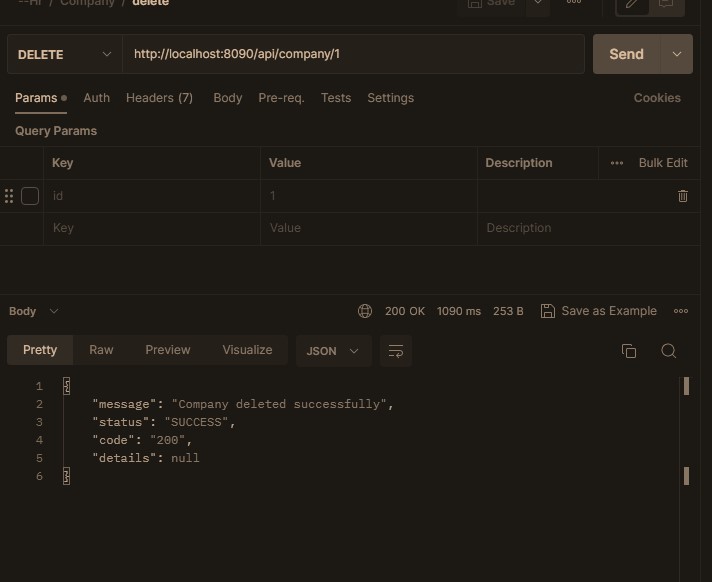 --Hr / Company / delete Save
DELETE http://localhost:8090/api/company/1 Send
Params Auth Headers (7) Body Pre-req. Tests Settings Cookies
Query Params
Key Value Description Bulk Edit
id 1
Key Value Description
Body 200 OK 1090 ms 253 B Save as Example
Pretty Raw Preview Visualize JSON
1 {
2 "message": "Company deleted successfully",
3 "status": "SUCCESS",
4 "code": "200",
5 "details": null
6 }